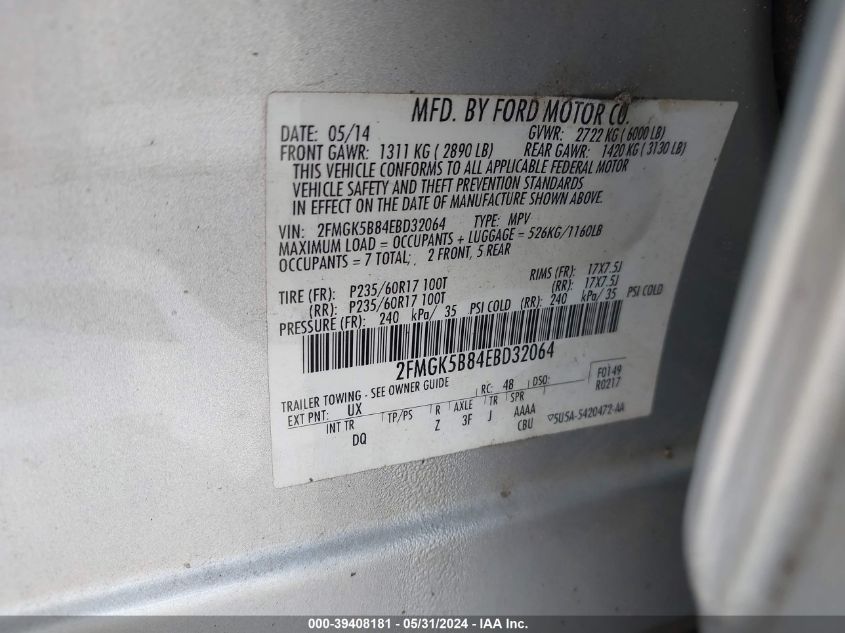 MFD. BY FORD MOTOR CO.
DATE: 05/14 GVWR: 2722 KG ( 6000 LB)
FRONT GAWR: 1311 KG ( 2890 LB) REAR GAWR: 1420 KG ( 3130 LB)
THIS VEHICLE CONFORMS TO ALL APPLICABLE FEDERAL MOTOR
VEHICLE SAFETY AND THEFT PREVENTION STANDARDS
IN EFFECT ON THE DATE OF MANUFACTURE SHOWN ABOVE.
VIN: 2FMGK5B84EBD32064 TYPE: MPV
MAXIMUM LOAD = OCCUPANTS + LUGGAGE = 526KG/1160LB
OCCUPANTS = 7 TOTAL; 2 FRONT, 5 REAR
TIRE (FR): P235/60R17 100T RIMS (FR): 17X7.5J
(RR): P235/60R17 100T (RR): 17X7.5J
PRESSURE (FR): 240 kPa/ 35 PSI COLD (RR): 240 kPa/ 35 PSI COLD
2FMGK5B84EBD32064
TRAILER TOWING - SEE OWNER GUIDE RC: 48 DSO: F0149
EXT PNT: UX R0217
INT TR TP/PS R AXLE TR SPR
DQ Z 3F J AAAA
CBU ▽5U5A-5420472-AA
000-39408181 - 05/31/2024 - IAA Inc.